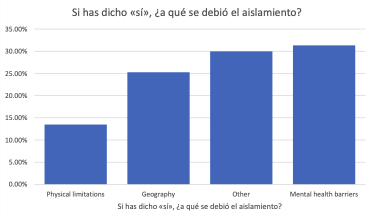 Si has dicho «sí», ¿a qué se debió el aislamiento?
35.00%
30.00%
25.00%
20.00%
15.00%
10.00%
5.00%
0.00%
Physical limitations Geography Other Mental health barriers
Si has dicho «sí», ¿a qué se debió el aislamiento?